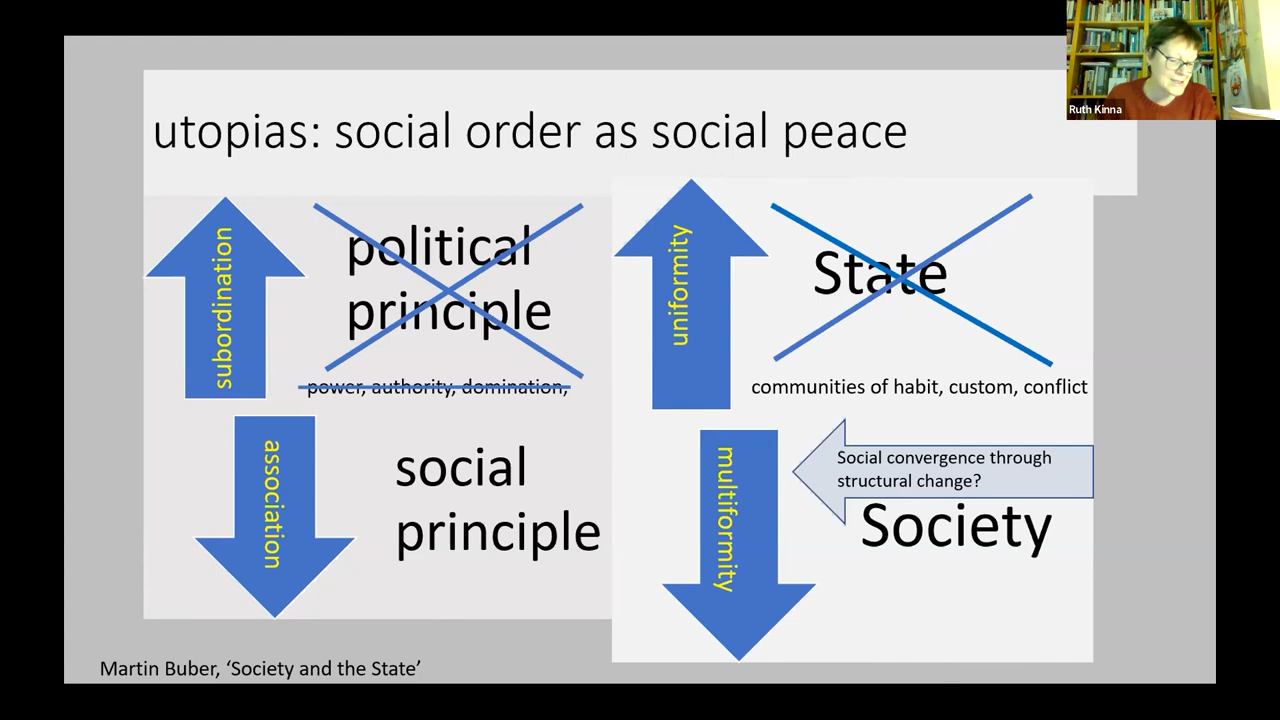 Ruth Kinna
utopias: social order as social peace
subordination
political
principle
power, authority, domination,
association
social
principle
uniformity
State
communities of habit, custom, conflict
multiformity
Social convergence through
structural change?
Society
Martin Buber, ‘Society and the State’